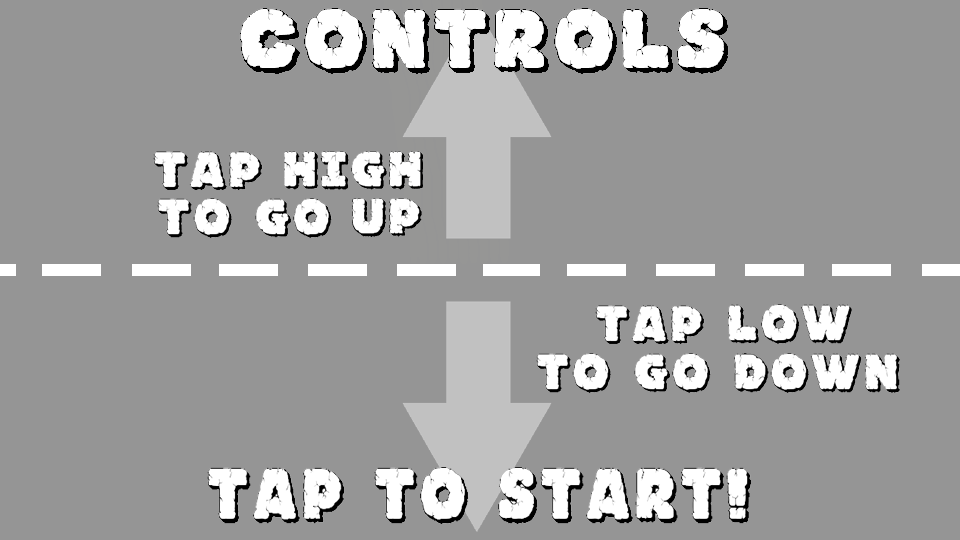 CONTROLS
TAP HIGH
TO GO UP
TAP LOW
TO GO DOWN
TAP TO START!